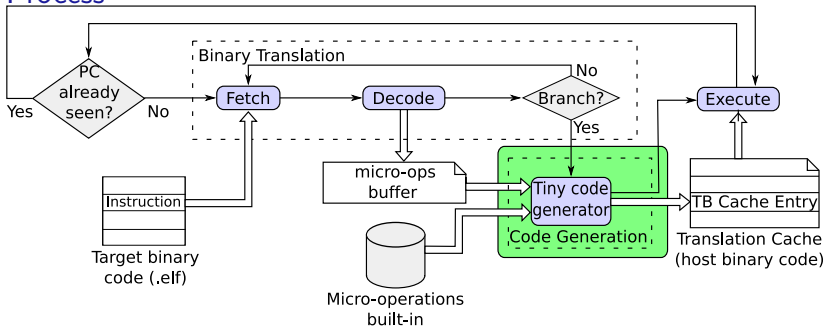 Process
Binary Translation
PC
already
seen?
Yes
No
Fetch
Decode
Branch?
No
Yes
Execute
Instruction
micro-ops
buffer
Tiny code
generator
Code Generation
TB Cache Entry
Target binary
code (.elf)
Micro-operations
built-in
Translation Cache
(host binary code)